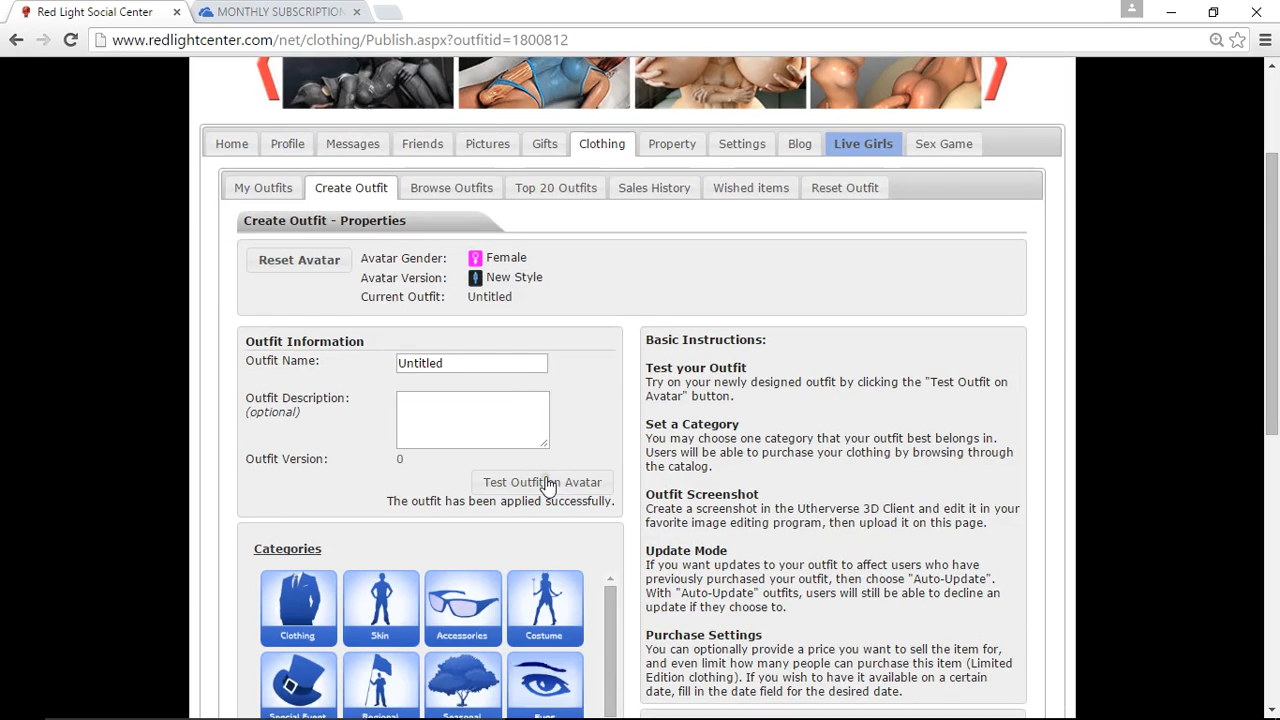 Red Light Social Center
MONTHLY SUBSCRIPTION
www.redlightcenter.com/net/clothing/Publish.aspx?outfitid=1800812
Home Profile Messages Friends Pictures Gifts Clothing Property Settings Blog Live Girls Sex Game
My Outfits Create Outfit Browse Outfits Top 20 Outfits Sales History Wished items Reset Outfit
Create Outfit - Properties
Reset Avatar
Avatar Gender: Female
Avatar Version: New Style
Current Outfit: Untitled
Outfit Information
Outfit Name: Untitled
Outfit Description:
(optional)
Outfit Version: 0
Test Outfit on Avatar
The outfit has been applied successfully.
Categories
Clothing Skin Accessories Costume
Special Event Regional Seasonal Eyes
Basic Instructions:
Test your Outfit
Try on your newly designed outfit by clicking the "Test Outfit on
Avatar" button.
Set a Category
You may choose one category that your outfit best belongs in.
Users will be able to purchase your clothing by browsing through
the catalog.
Outfit Screenshot
Create a screenshot in the Utherverse 3D Client and edit it in your
favorite image editing program, then upload it on this page.
Update Mode
If you want updates to your outfit to affect users who have
previously purchased your outfit, then choose "Auto-Update".
With "Auto-Update" outfits, users will still be able to decline an
update if they choose to.
Purchase Settings
You can optionally provide a price you want to sell the item for,
and even limit how many people can purchase this item (Limited
Edition clothing). If you wish to have it available on a certain
date, fill in the date field for the desired date.